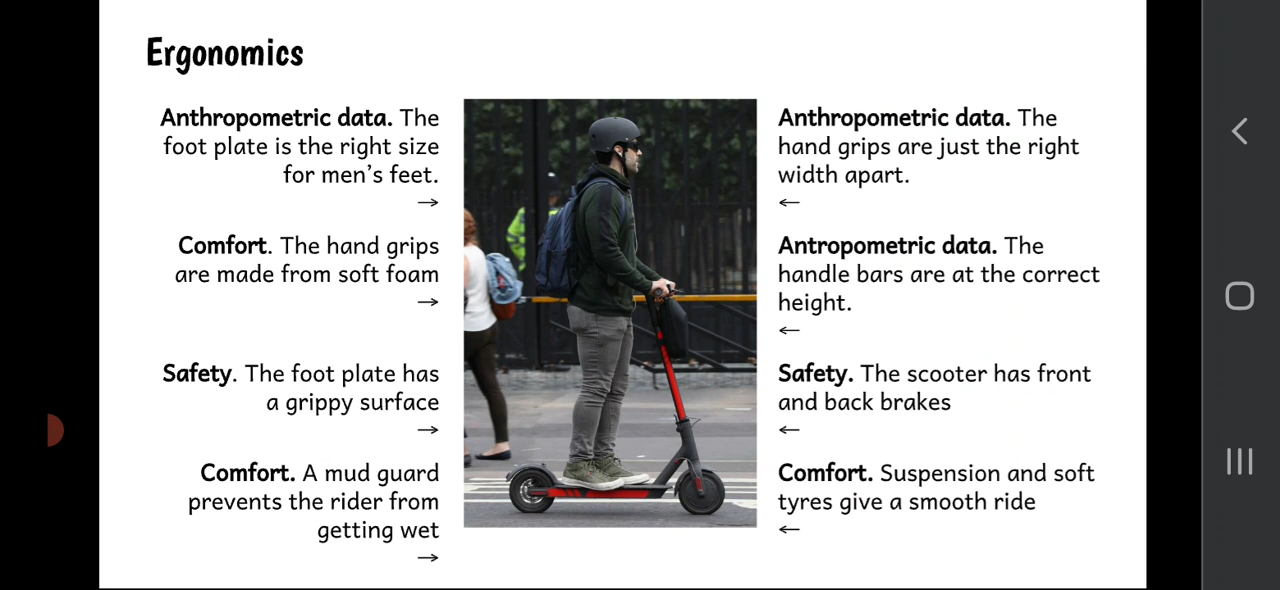 Ergonomics
Anthropometric data. The
foot plate is the right size
for men's feet.
→
Comfort. The hand grips
are made from soft foam
→
Safety. The foot plate has
a grippy surface
→
Comfort. A mud guard
prevents the rider from
getting wet
→
Anthropometric data. The
hand grips are just the right
width apart.
←
Antropometric data. The
handle bars are at the correct
height.
←
Safety. The scooter has front
and back brakes
←
Comfort. Suspension and soft
tyres give a smooth ride
←